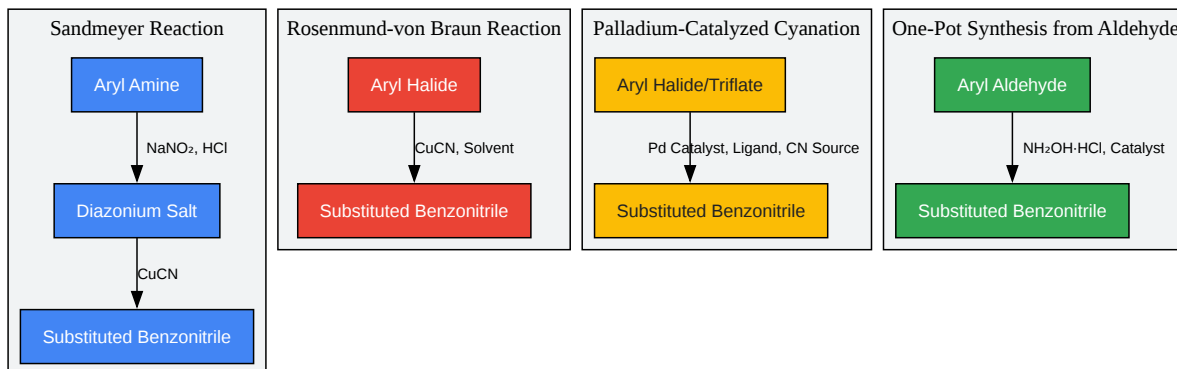 Sandmeyer Reaction
Aryl Amine
NaNO₂, HCl
Diazonium Salt
CuCN
Substituted Benzonitrile
Rosenmund-von Braun Reaction
Aryl Halide
CuCN, Solvent
Substituted Benzonitrile
Palladium-Catalyzed Cyanation
Aryl Halide/Triflate
Pd Catalyst, Ligand, CN Source
Substituted Benzonitrile
One-Pot Synthesis from Aldehyde
Aryl Aldehyde
NH₂OH·HCl, Catalyst
Substituted Benzonitrile